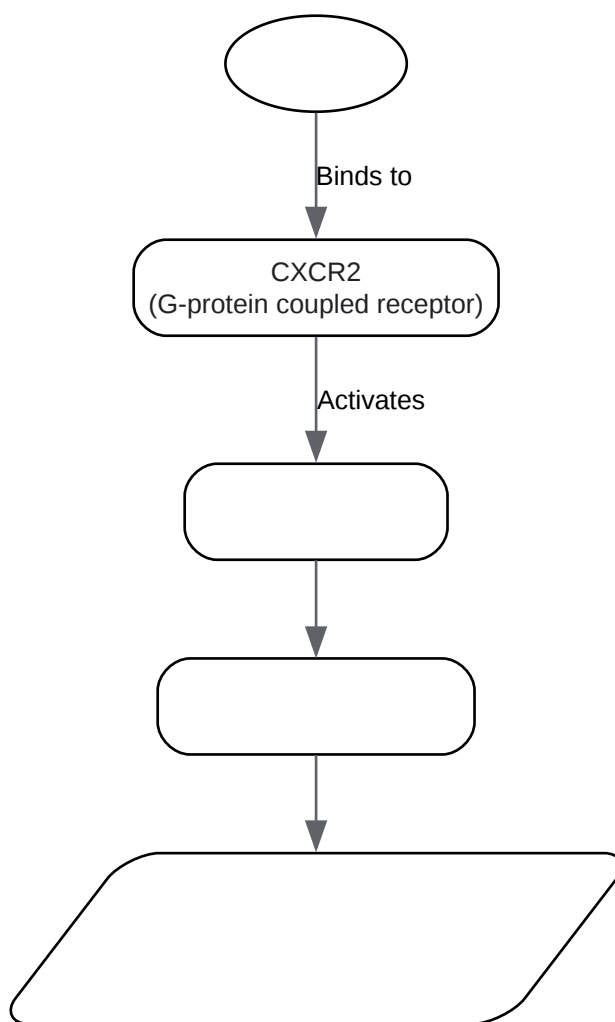 Binds to
CXCR2
(G-protein coupled receptor)
Activates